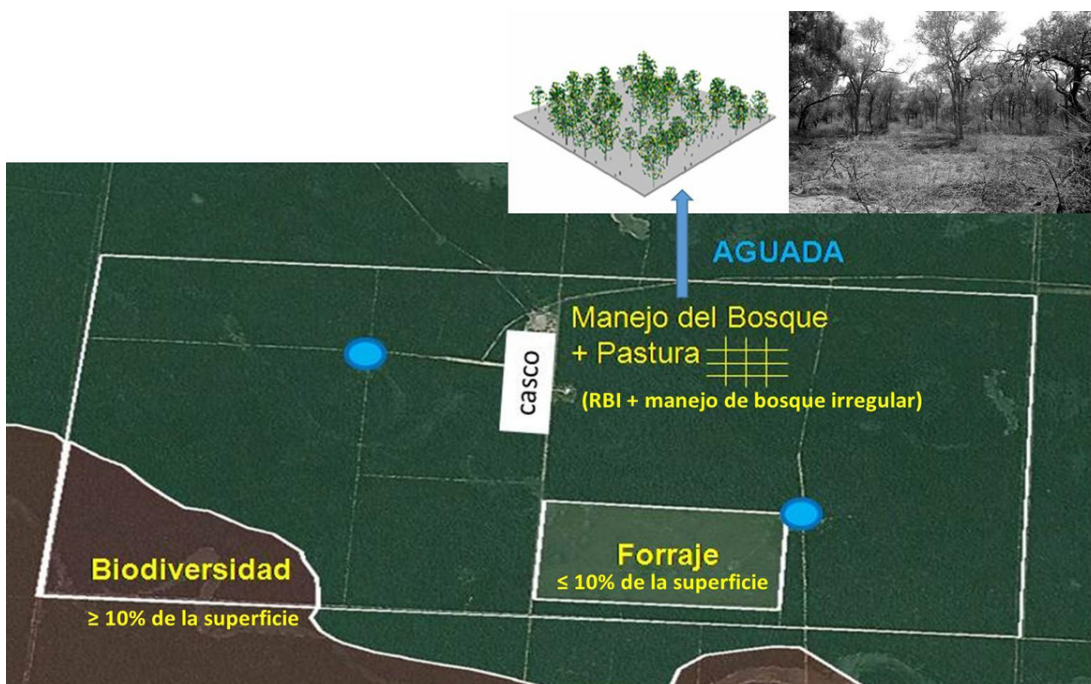 AGUADA
Manejo del Bosque
+ Pastura
(RBI + manejo de bosque irregular)
casco
Biodiversidad
≥ 10% de la superficie
Forraje
≤ 10% de la superficie